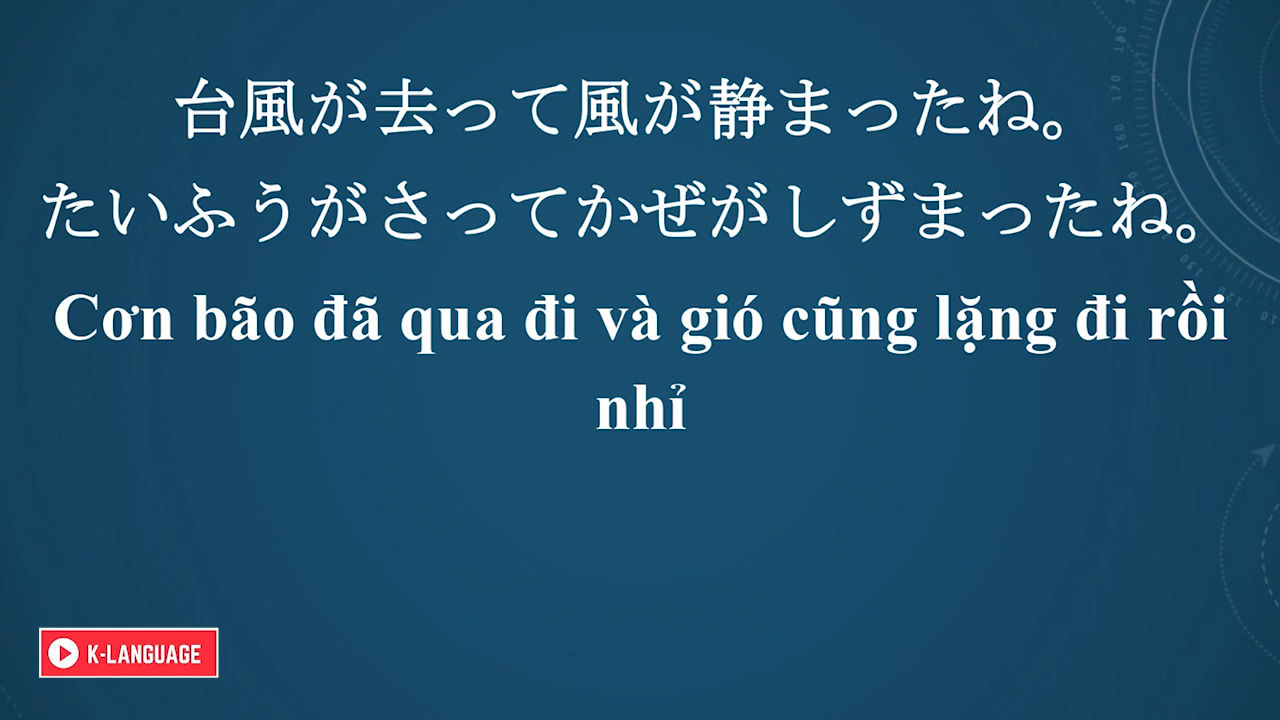 台風が去って風が静まったね。
たいふうがさってかぜがしずまったね。
Cơn bão đã qua đi và gió cũng lặng đi rồi
nhỉ
K-LANGUAGE